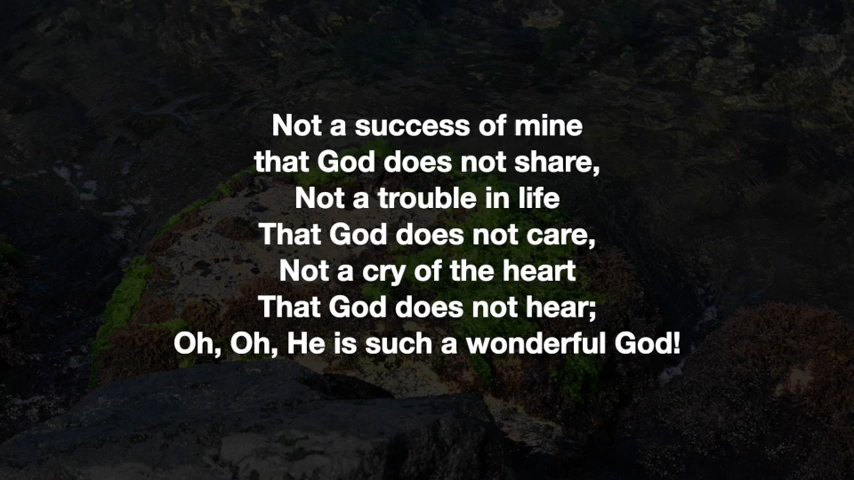 Not a success of mine
that God does not share,
Not a trouble in life
That God does not care,
Not a cry of the heart
That God does not hear;
Oh, Oh, He is such a wonderful God!